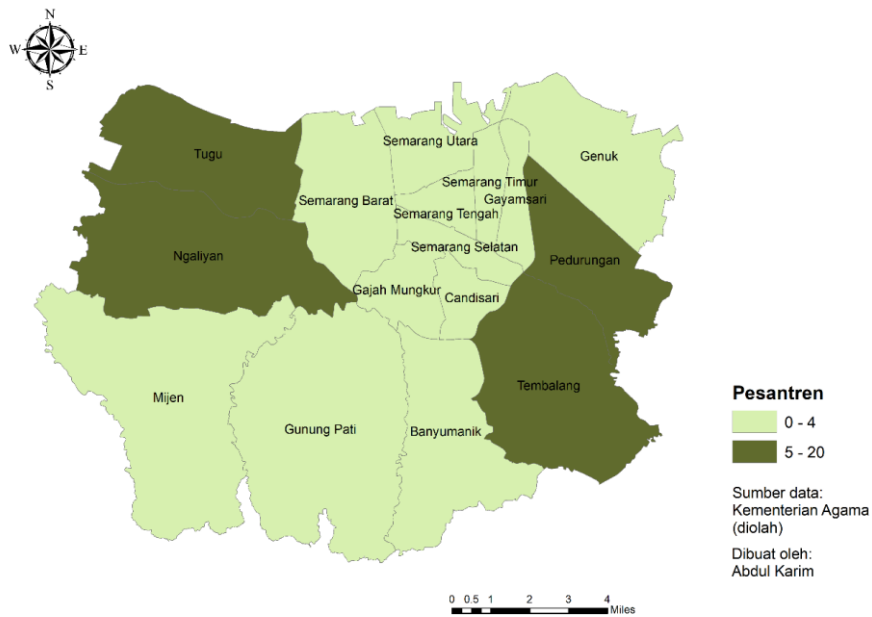 N
W E
S
Tugu
Semarang Utara
Genuk
Semarang Timur
Semarang Barat
Gayamsari
Semarang Tengah
Semarang Selatan
Ngaliyan
Pedurungan
Gajah Mungkur
Candisari
Tembalang
Mijen
Gunung Pati
Banyumanik
Pesantren
0 - 4
5 - 20
Sumber data:
Kementerian Agama
(diolah)
Dibuat oleh:
Abdul Karim
0 0.5 1 2 3 4
Miles